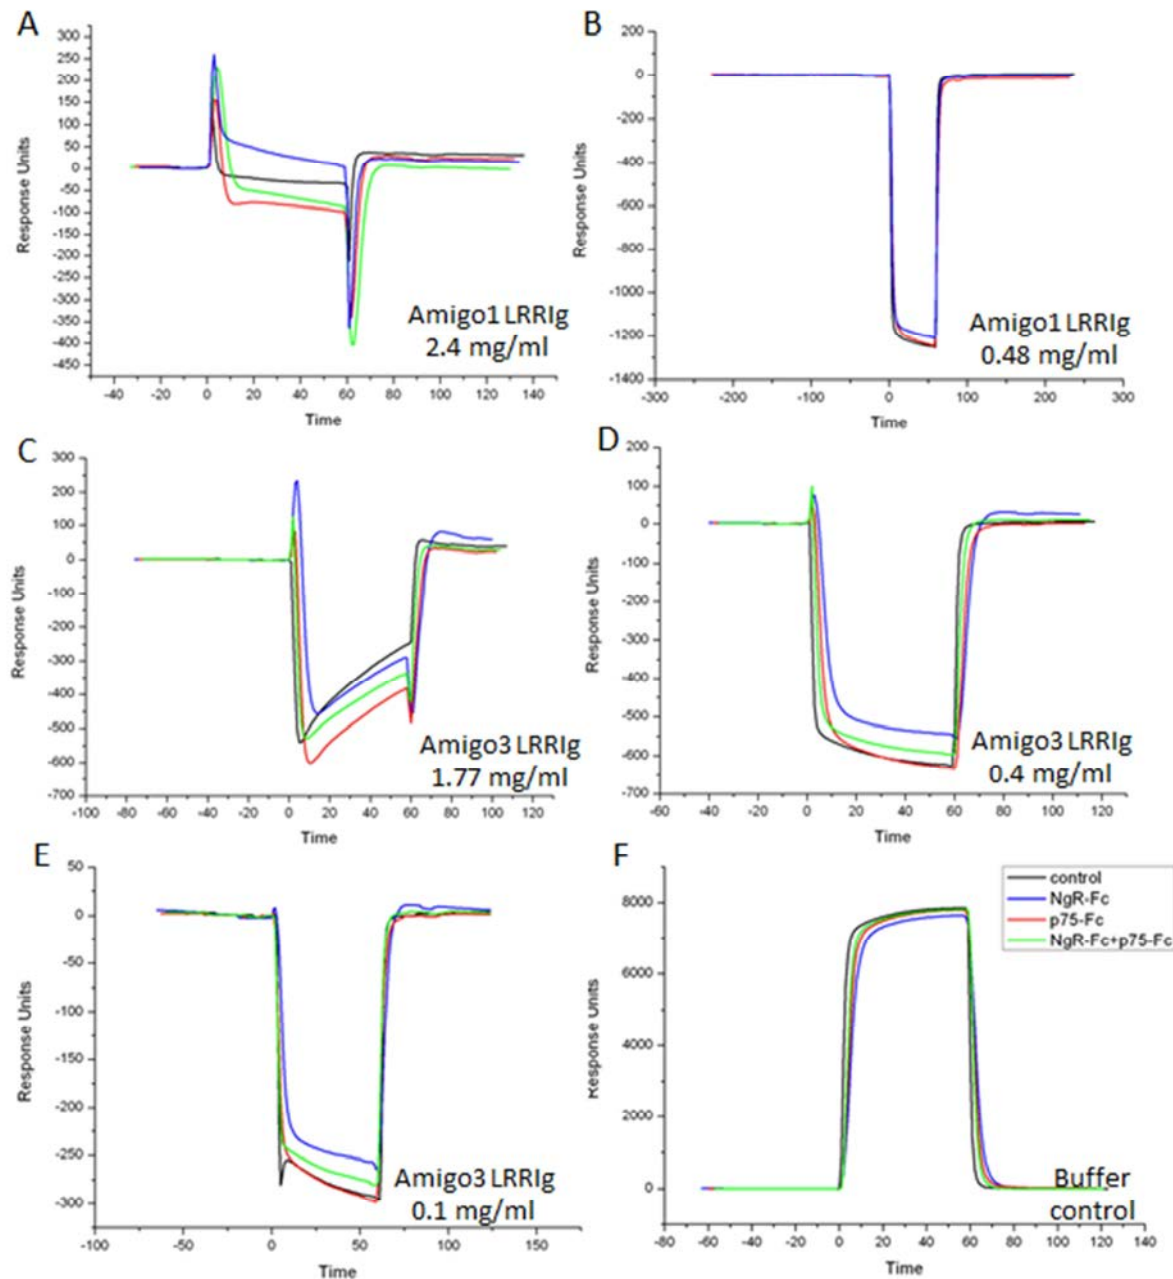 A
300
250
200
150
100
50
0
-50
-100
-150
-200
-250
-300
-350
-400
-450
Response Units
-40 -20 0 20 40 60 80 100 120 140
Time
Amigo1 LRRIg
2.4 mg/ml
B
200
0
-200
-400
-600
-800
-1000
-1200
-1400
Response Units
-300 -200 -100 0 100 200 300
Time
Amigo1 LRRIg
0.48 mg/ml
C
300
200
100
0
-100
-200
-300
-400
-500
-600
-700
Response Units
-100 -80 -60 -40 -20 0 20 40 60 80 100 120
Time
Amigo3 LRRIg
1.77 mg/ml
D
200
100
0
-100
-200
-300
-400
-500
-600
-700
Response Units
-60 -40 -20 0 20 40 60 80 100 120
Time
Amigo3 LRRIg
0.4 mg/ml
E
50
0
-50
-100
-150
-200
-250
-300
Response Units
-100 -50 0 50 100 150
Time
Amigo3 LRRIg
0.1 mg/ml
F
8000
6000
4000
2000
0
Response Units
-80 -60 -40 -20 0 20 40 60 80 100 120 140
Time
control
NgR-Fc
p75-Fc
NgR-Fc+p75-Fc
Buffer
control